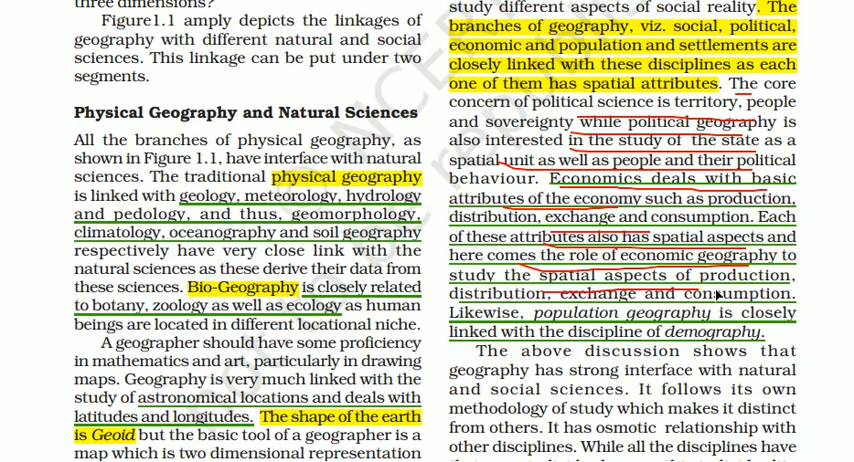 three dimensions?
Figure1.1 amply depicts the linkages of
geography with different natural and social
sciences. This linkage can be put under two
segments.
Physical Geography and Natural Sciences
All the branches of physical geography, as
shown in Figure 1.1, have interface with natural
sciences. The traditional physical geography
is linked with geology, meteorology, hydrology
and pedology, and thus, geomorphology,
climatology, oceanography and soil geography
respectively have very close link with the
natural sciences as these derive their data from
these sciences. Bio-Geography is closely related
to botany, zoology as well as ecology as human
beings are located in different locational niche.
A geographer should have some proficiency
in mathematics and art, particularly in drawing
maps. Geography is very much linked with the
study of astronomical locations and deals with
latitudes and longitudes. The shape of the earth
is Geoid but the basic tool of a geographer is a
map which is two dimensional representation
study different aspects of social reality. The
branches of geography, viz. social, political,
economic and population and settlements are
closely linked with these disciplines as each
one of them has spatial attributes. The core
concern of political science is territory, people
and sovereignty while political geography is
also interested in the study of the state as a
spatial unit as well as people and their political
behaviour. Economics deals with basic
attributes of the economy such as production,
distribution, exchange and consumption. Each
of these attributes also has spatial aspects and
here comes the role of economic geography to
study the spatial aspects of production,
distribution, exchange and consumption.
Likewise, population geography is closely
linked with the discipline of demography.
The above discussion shows that
geography has strong interface with natural
and social sciences. It follows its own
methodology of study which makes it distinct
from others. It has osmotic relationship with
other disciplines. While all the disciplines have